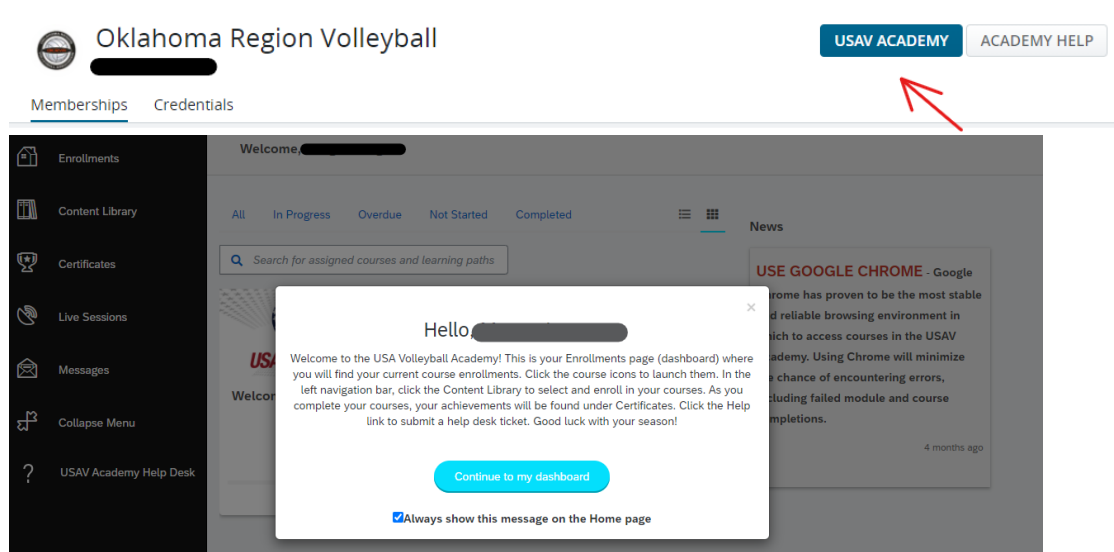 Oklahoma Region Volleyball
USAV ACADEMY
ACADEMY HELP
Memberships
Credentials
Enrollments
Content Library
Certificates
Live Sessions
Messages
Collapse Menu
USAV Academy Help Desk
Welcome,
All
In Progress
Overdue
Not Started
Completed
Search for assigned courses and learning paths
USA
Welcom
Hello,
Welcome to the USA Volleyball Academy! This is your Enrollments page (dashboard) where
you will find your current course enrollments. Click the course icons to launch them. In the
left navigation bar, click the Content Library to select and enroll in your courses. As you
complete your courses, your achievements will be found under Certificates. Click the Help
link to submit a help desk ticket. Good luck with your season!
Continue to my dashboard
Always show this message on the Home page
News
USE GOOGLE CHROME - Google
rome has proven to be the most stable
d reliable browsing environment in
ich to access courses in the USAV
ademy. Using Chrome will minimize
e chance of encountering errors,
cluding failed module and course
mpletions.
4 months ago